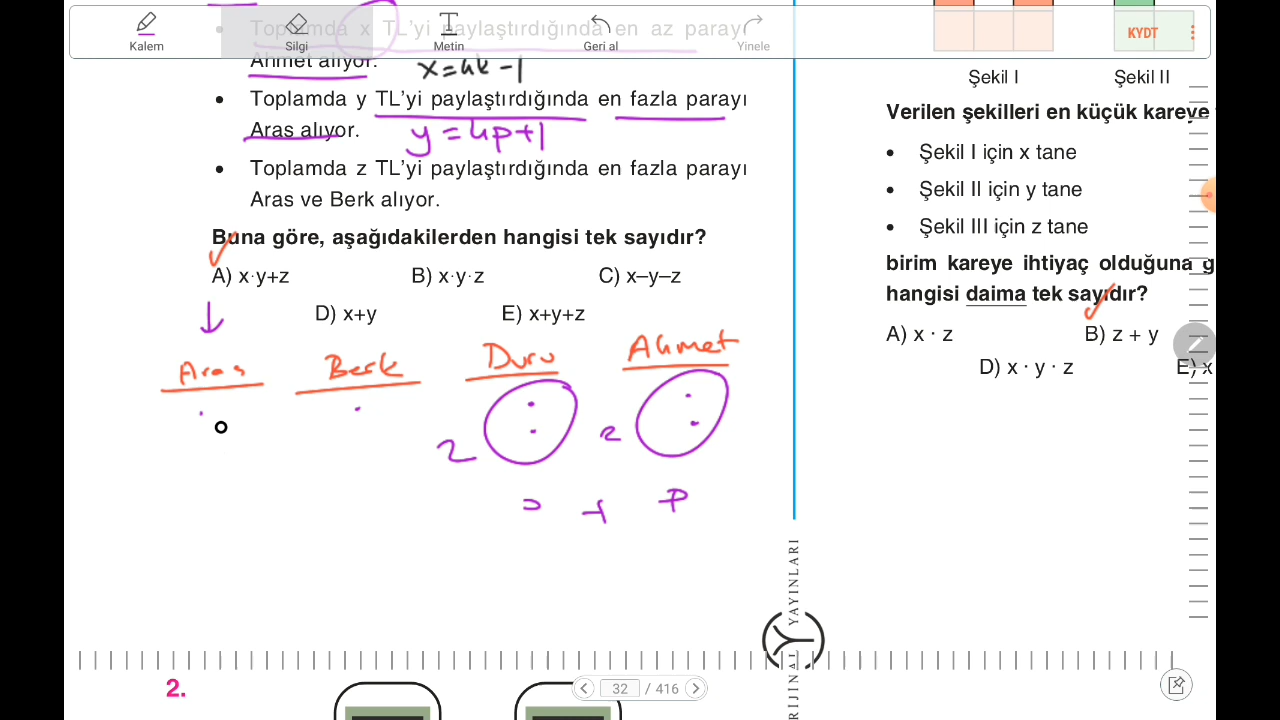 Kalem
Silgi
Metin
Geri al
Yinele
• Toplamda x TL'yi paylaştırdığında en az parayı
Ahmet alıyor.
x=4k-1
• Toplamda y TL'yi paylaştırdığında en fazla parayı
Aras alıyor.
y=4p+1
• Toplamda z TL'yi paylaştırdığında en fazla parayı
Aras ve Berk alıyor.
Buna göre, aşağıdakilerden hangisi tek sayıdır?
A) x·y+z B) x·y·z C) x–y–z
D) x+y E) x+y+z
Aras Berk Duru Ahmet
2 2
2.
32 / 416
YAYINLARI
KYDT
Şekil I Şekil II
Verilen şekilleri en küçük kareye
• Şekil I için x tane
• Şekil II için y tane
• Şekil III için z tane
birim kareye ihtiyaç olduğuna g
hangisi daima tek sayıdır?
A) x · z B) z + y
D) x · y · z E) x